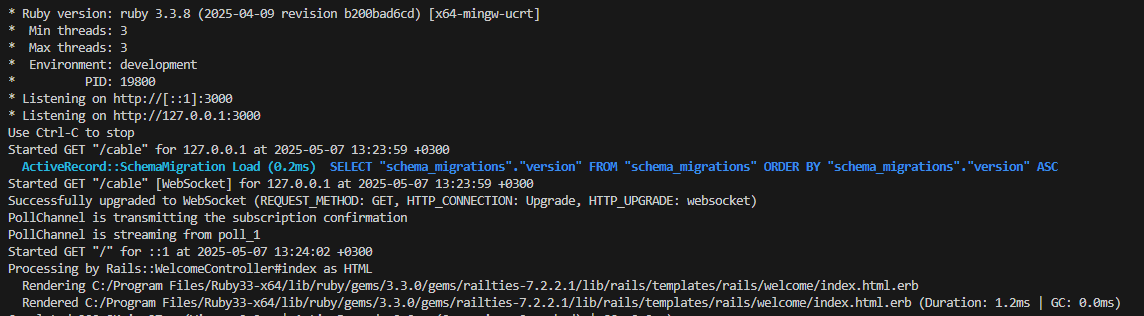 * Ruby version: ruby 3.3.8 (2025-04-09 revision b200bad6cd) [x64-mingw-ucrt]
*  Min threads: 3
*  Max threads: 3
*  Environment: development
*          PID: 19800
* Listening on http://[::1]:3000
* Listening on http://127.0.0.1:3000
Use Ctrl-C to stop
Started GET "/cable" for 127.0.0.1 at 2025-05-07 13:23:59 +0300
  ActiveRecord::SchemaMigration Load (0.2ms)  SELECT "schema_migrations"."version" FROM "schema_migrations" ORDER BY "schema_migrations"."version" ASC
Started GET "/cable" [WebSocket] for 127.0.0.1 at 2025-05-07 13:23:59 +0300
Successfully upgraded to WebSocket (REQUEST_METHOD: GET, HTTP_CONNECTION: Upgrade, HTTP_UPGRADE: websocket)
PollChannel is transmitting the subscription confirmation
PollChannel is streaming from poll_1
Started GET "/" for ::1 at 2025-05-07 13:24:02 +0300
Processing by Rails::WelcomeController#index as HTML
  Rendering C:/Program Files/Ruby33-x64/lib/ruby/gems/3.3.0/gems/railties-7.2.2.1/lib/rails/templates/rails/welcome/index.html.erb
  Rendered C:/Program Files/Ruby33-x64/lib/ruby/gems/3.3.0/gems/railties-7.2.2.1/lib/rails/templates/rails/welcome/index.html.erb (Duration: 1.2ms | GC: 0.0ms)